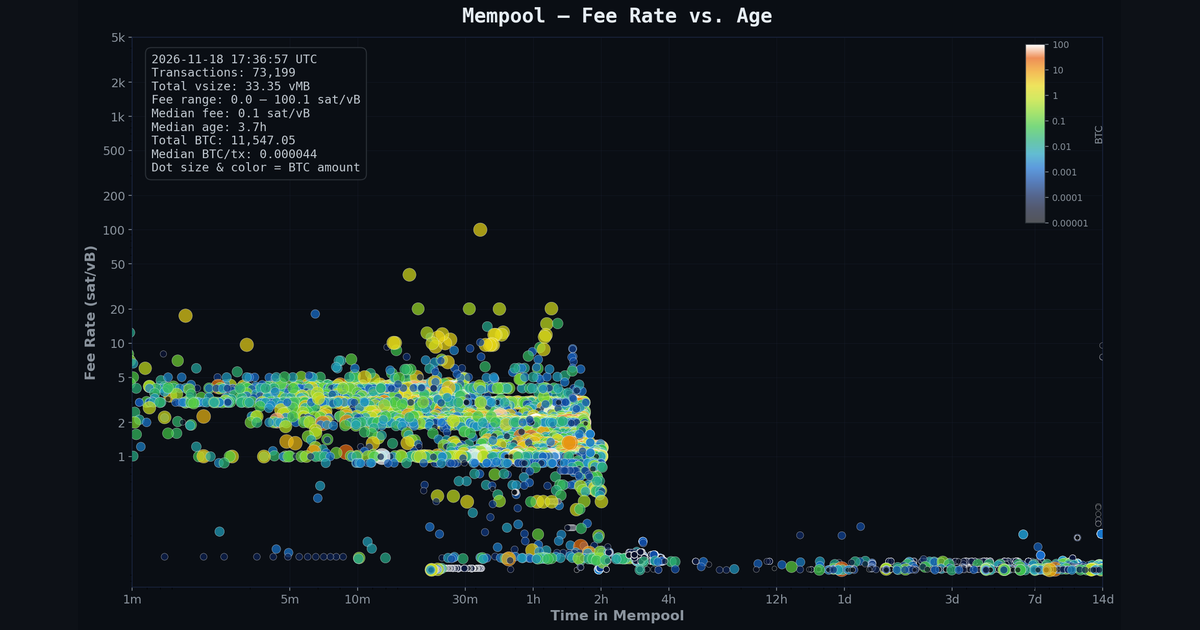 Mempool — Fee Rate vs. Age
5k
2k
1k
500
200
100
50
20
10
5
2
1
Fee Rate (sat/vB)
2026-11-18 17:36:57 UTC
Transactions: 73,199
Total vsize: 33.35 vMB
Fee range: 0.0 — 100.1 sat/vB
Median fee: 0.1 sat/vB
Median age: 3.7h
Total BTC: 11,547.05
Median BTC/tx: 0.000044
Dot size & color = BTC amount
100
10
1
0.1
0.01
0.001
0.0001
0.00001
BTC
1m
5m
10m
30m
1h
2h
4h
12h
1d
3d
7d
14d
Time in Mempool